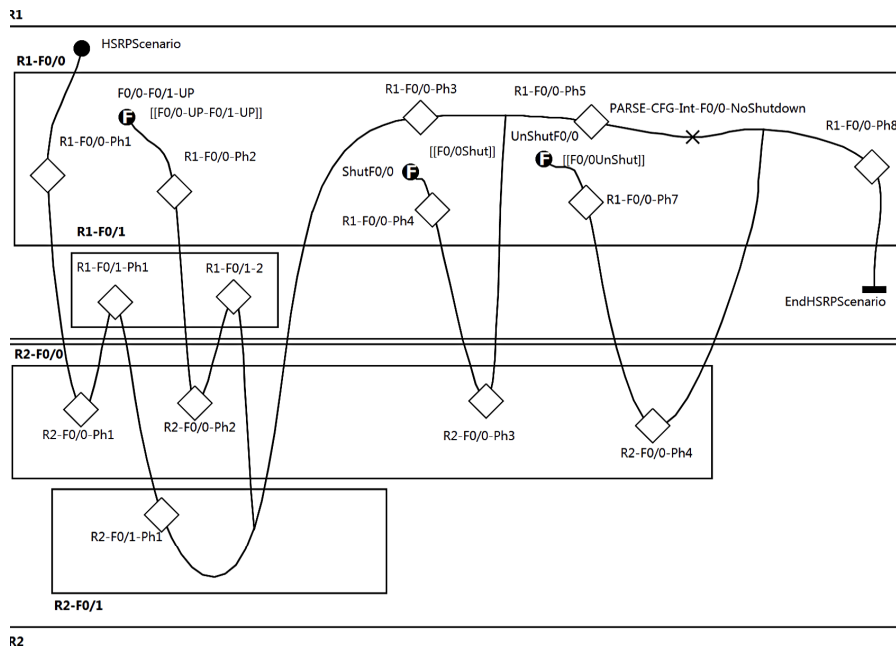 R1
HSRPScenario
R1-F0/0
F0/0-F0/1-UP
[[F0/0-UP-F0/1-UP]]
R1-F0/0-Ph3
R1-F0/0-Ph5
PARSE-CFG-Int-F0/0-NoShutdown
R1-F0/0-Ph8
R1-F0/0-Ph1
R1-F0/0-Ph2
[[F0/0Shut]]
UnShutF0/0
[[F0/0UnShut]]
ShutF0/0
R1-F0/0-Ph4
R1-F0/0-Ph7
R1-F0/1
R1-F0/1-Ph1
R1-F0/1-2
EndHSRPScenario
R2-F0/0
R2-F0/0-Ph1
R2-F0/0-Ph2
R2-F0/0-Ph3
R2-F0/0-Ph4
R2-F0/1-Ph1
R2-F0/1
R2
F
F
F